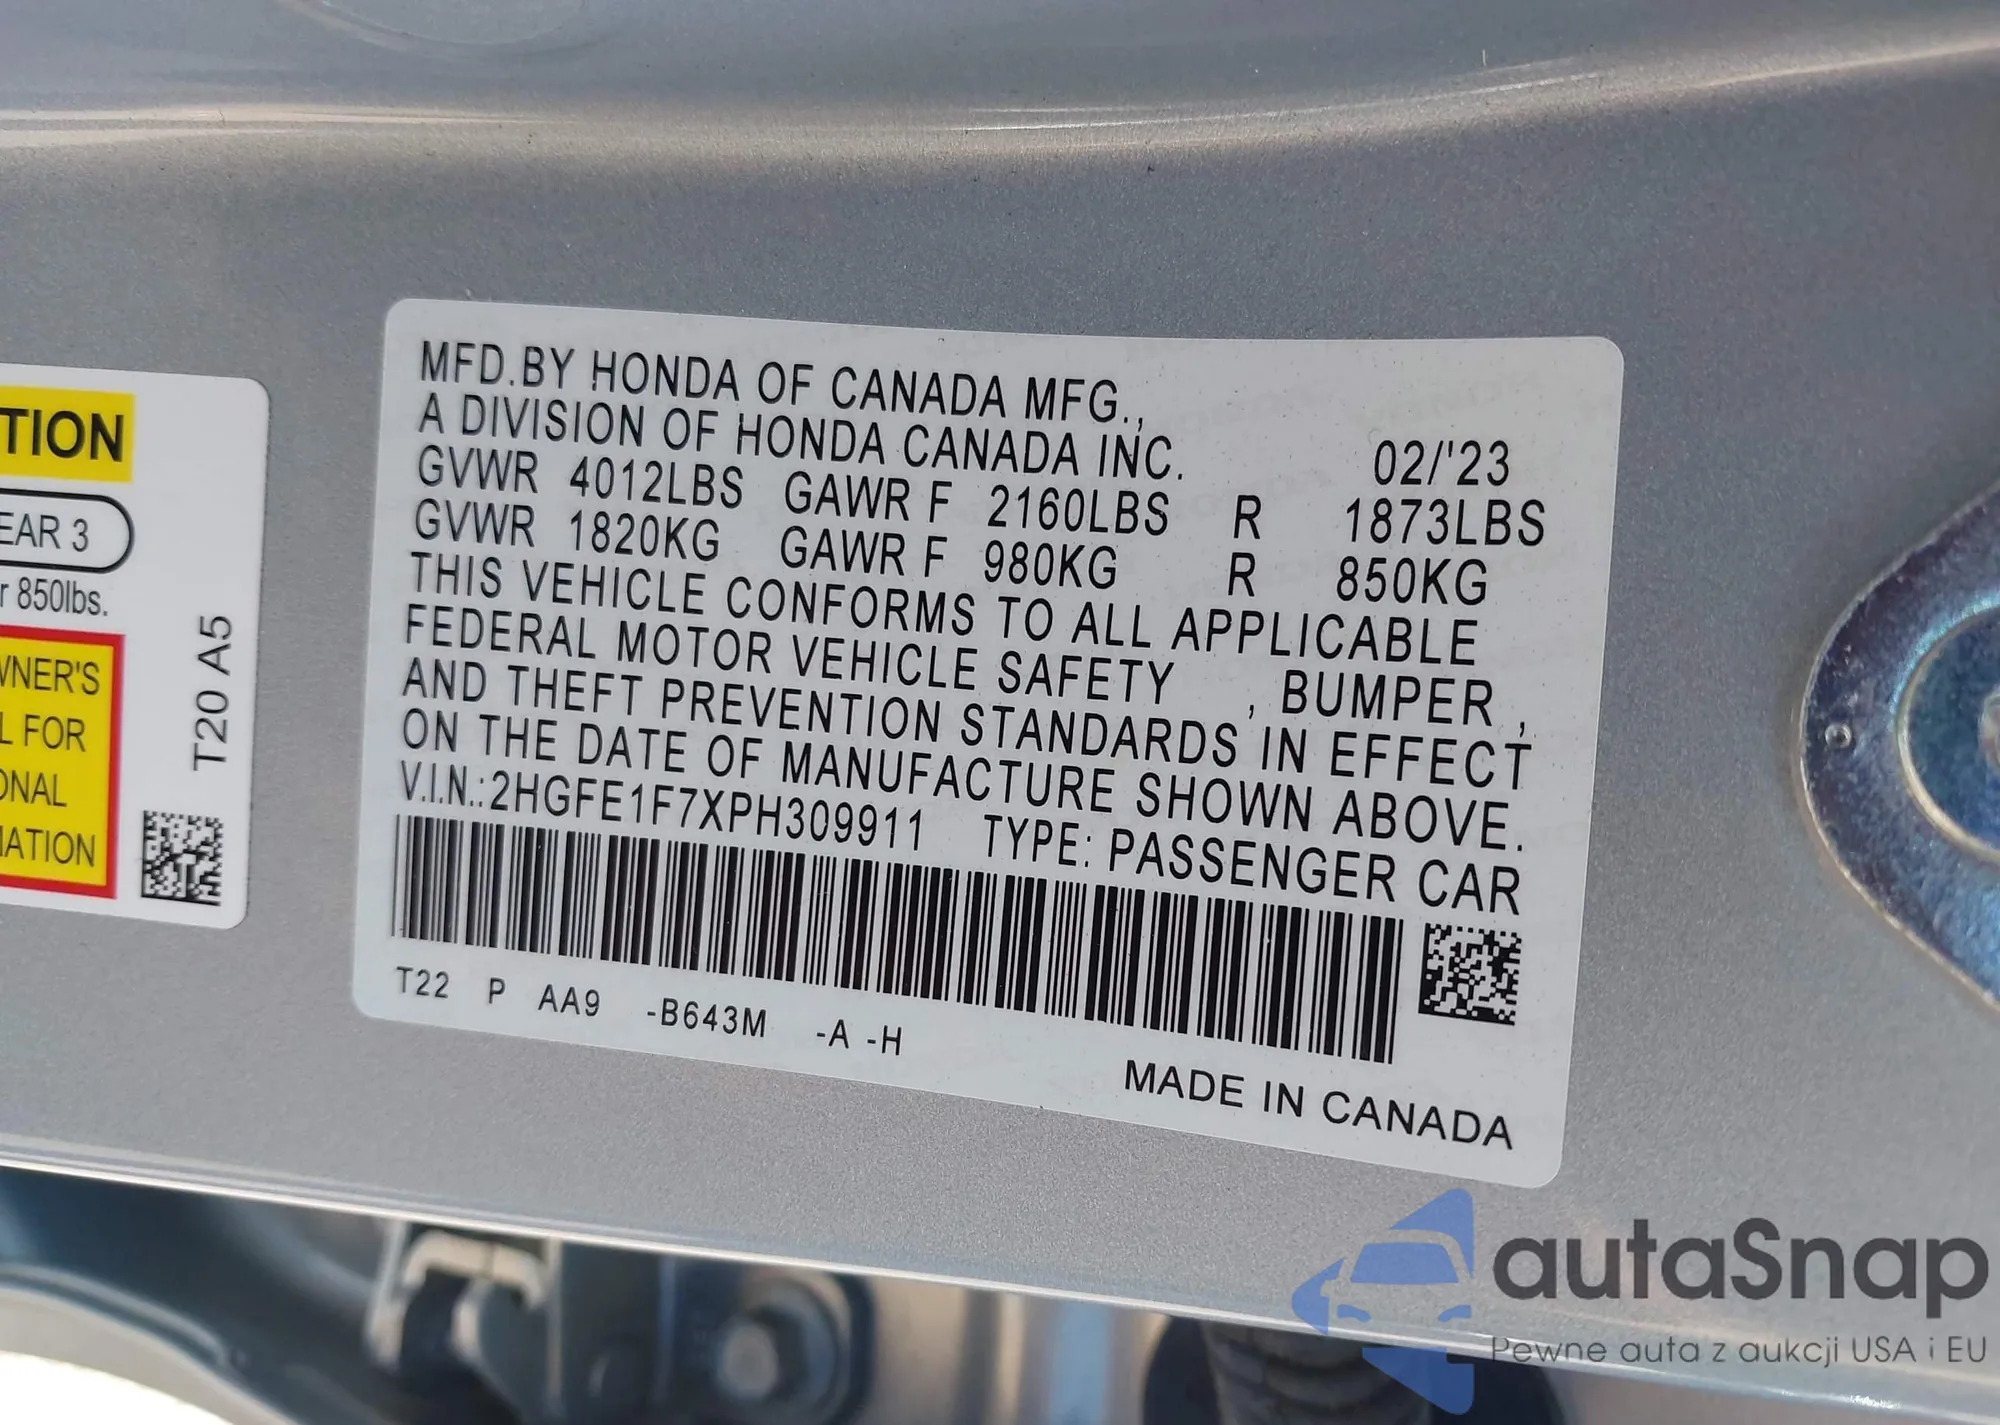 TION
EAR 3
r 850lbs.
WNER'S
L FOR
ONAL
MATION
T20 A5
MFD.BY HONDA OF CANADA MFG.,
A DIVISION OF HONDA CANADA INC. 02/'23
GVWR 4012LBS GAWR F 2160LBS R 1873LBS
GVWR 1820KG GAWR F 980KG R 850KG
THIS VEHICLE CONFORMS TO ALL APPLICABLE
FEDERAL MOTOR VEHICLE SAFETY , BUMPER ,
AND THEFT PREVENTION STANDARDS IN EFFECT
ON THE DATE OF MANUFACTURE SHOWN ABOVE.
V.I.N.:2HGFE1F7XPH309911 TYPE: PASSENGER CAR
T22 P AA9 -B643M -A -H
MADE IN CANADA
autaSnap
Pewne auta z aukcji USA i EU